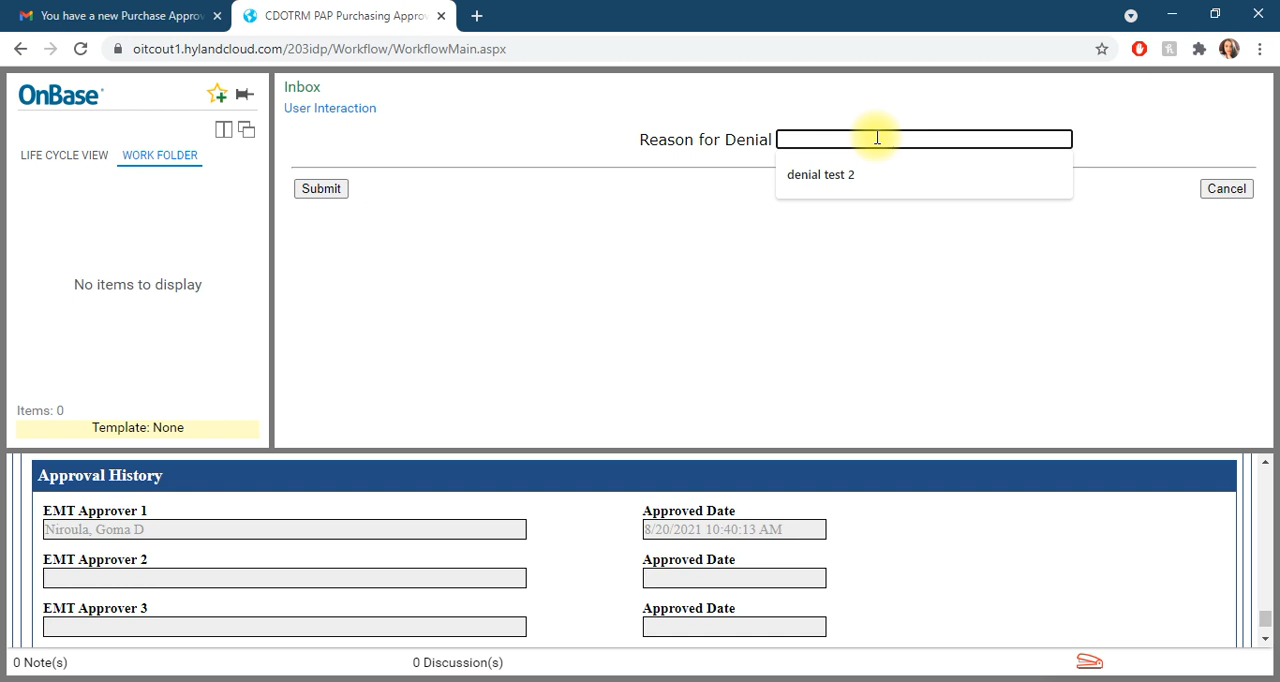 You have a new Purchase Approv
CDOTRM PAP Purchasing Approv
oitcout1.hylandcloud.com/203idp/Workflow/WorkflowMain.aspx
OnBase
LIFE CYCLE VIEW
WORK FOLDER
No items to display
Items: 0
Template: None
Inbox
User Interaction
Reason for Denial
denial test 2
Submit
Cancel
Approval History
EMT Approver 1
Approved Date
Niroula, Goma D
8/20/2021 10:40:13 AM
EMT Approver 2
Approved Date
EMT Approver 3
Approved Date
0 Note(s)
0 Discussion(s)